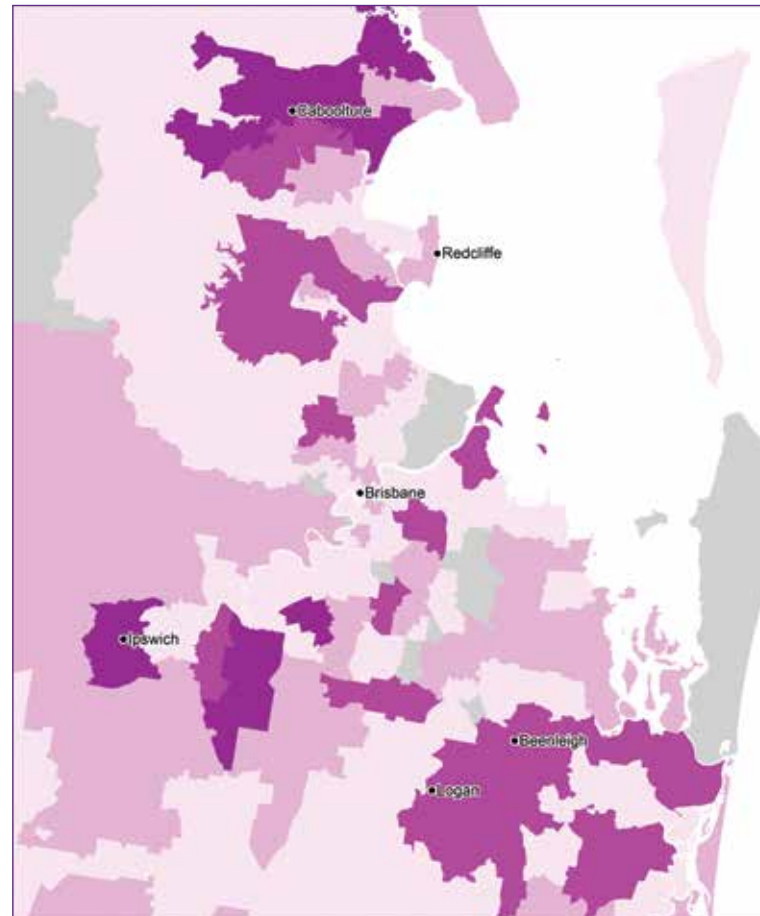 Caboolture
Redcliffe
Brisbane
Ipswich
Beenleigh
Logan